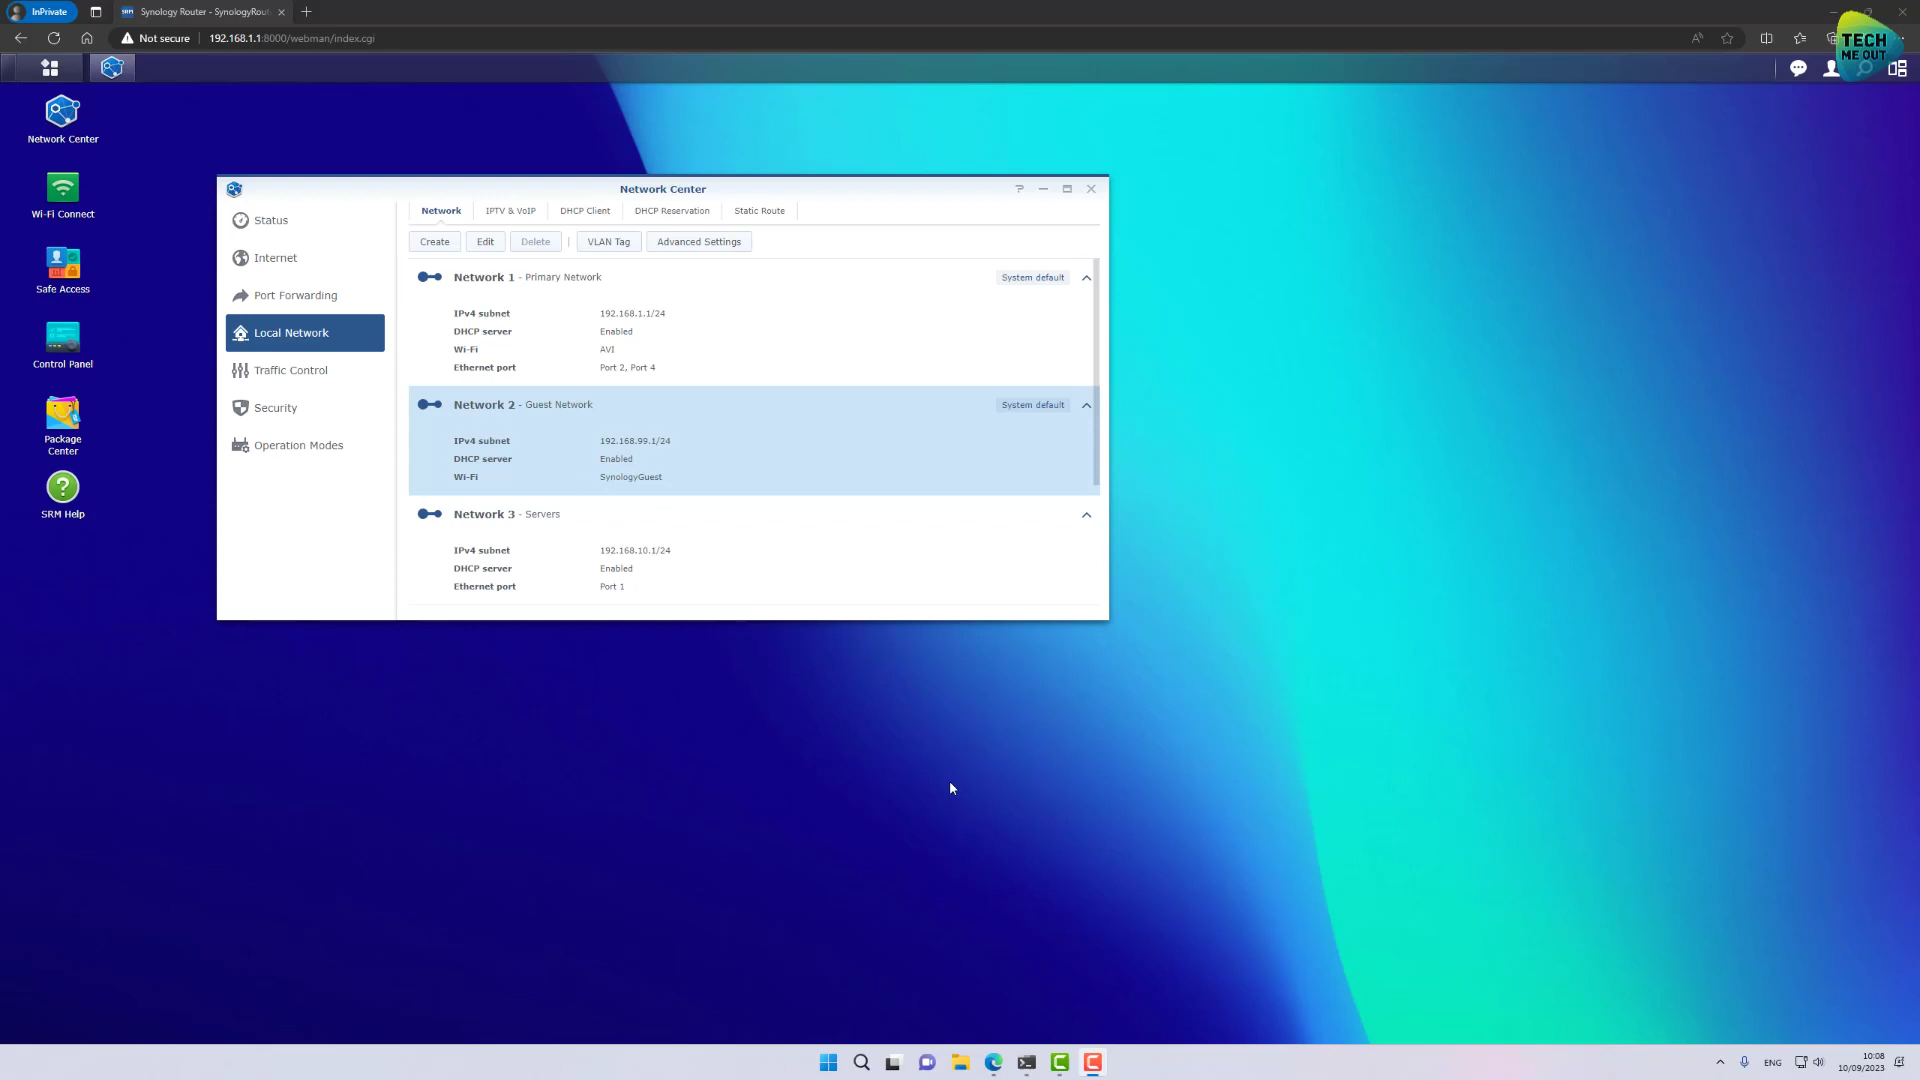 InPrivate
Synology Router - SynologyRout
Not secure
192.168.1.1:8000/webman/index.cgi
TECH
ME OUT
Network Center
Wi-Fi Connect
Safe Access
Control Panel
Package
Center
SRM Help
Network Center
Status
Internet
Port Forwarding
Local Network
Traffic Control
Security
Operation Modes
Network IPTV & VoIP DHCP Client DHCP Reservation Static Route
Create Edit Delete VLAN Tag Advanced Settings
Network 1 - Primary Network System default
IPv4 subnet 192.168.1.1/24
DHCP server Enabled
Wi-Fi AVI
Ethernet port Port 2, Port 4
Network 2 - Guest Network System default
IPv4 subnet 192.168.99.1/24
DHCP server Enabled
Wi-Fi SynologyGuest
Network 3 - Servers
IPv4 subnet 192.168.10.1/24
DHCP server Enabled
Ethernet port Port 1
ENG
10:08
10/09/2023